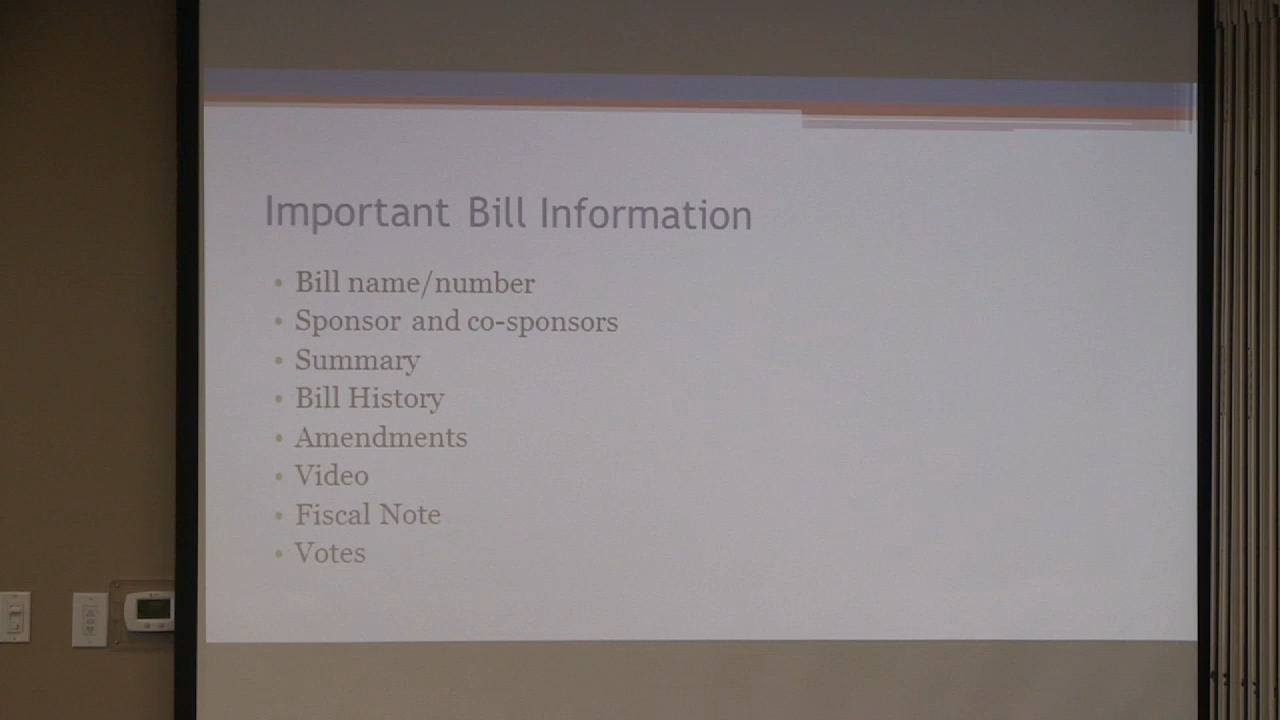 Important Bill Information
• Bill name/number
• Sponsor and co-sponsors
• Summary
• Bill History
• Amendments
• Video
• Fiscal Note
• Votes